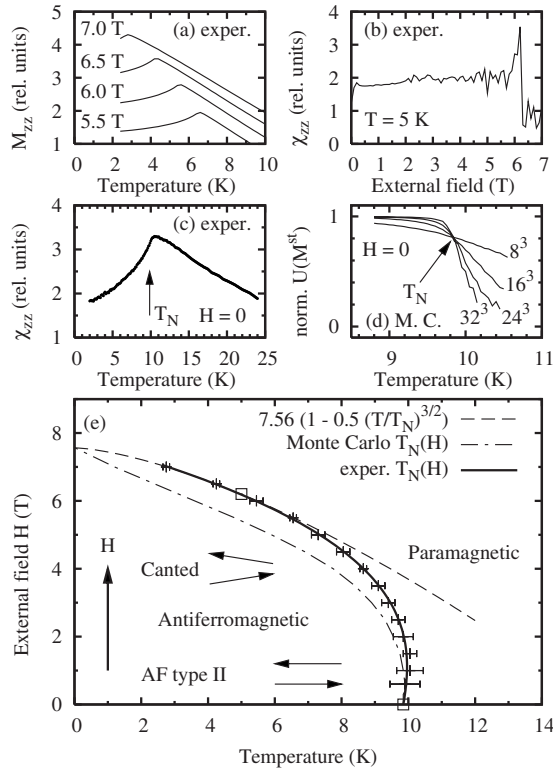 (a) exper.
7.0 T
6.5 T
6.0 T
5.5 T
M_zz (rel. units)
5
4
3
2
1
0 2 4 6 8 10
Temperature (K)
(b) exper.
T = 5 K
χ_zz (rel. units)
4
3
2
1
0
0 1 2 3 4 5 6 7
External field (T)
(c) exper.
T_N
H = 0
χ_zz (rel. units)
4
3
2
1
0 5 10 15 20 25
Temperature (K)
H = 0
T_N
8^3
16^3
24^3
32^3
(d) M. C.
norm. U(M^st)
1
0
9 10 11
Temperature (K)
(e)
7.56 (1 - 0.5 (T/T_N)^3/2)
Monte Carlo T_N(H)
exper. T_N(H)
H
Canted
Paramagnetic
Antiferromagnetic
AF type II
External field H (T)
8
7
6
5
4
3
2
1
0
0 2 4 6 8 10 12 14
Temperature (K)